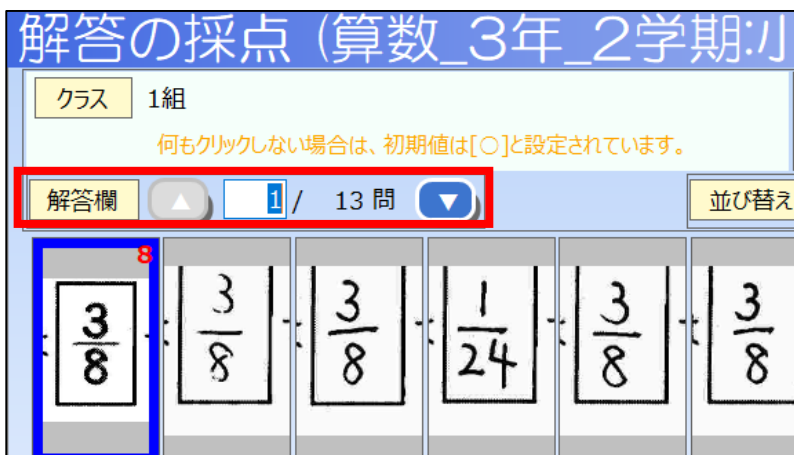 解答の採点（算数_3年_2学期:小
クラス 1組
何もクリックしない場合は、初期値は[○]と設定されています。
解答欄 ▲ 1 / 13 問 ▼ 並び替え
8
3/8 3/8 3/8 1/24 3/8 3/8